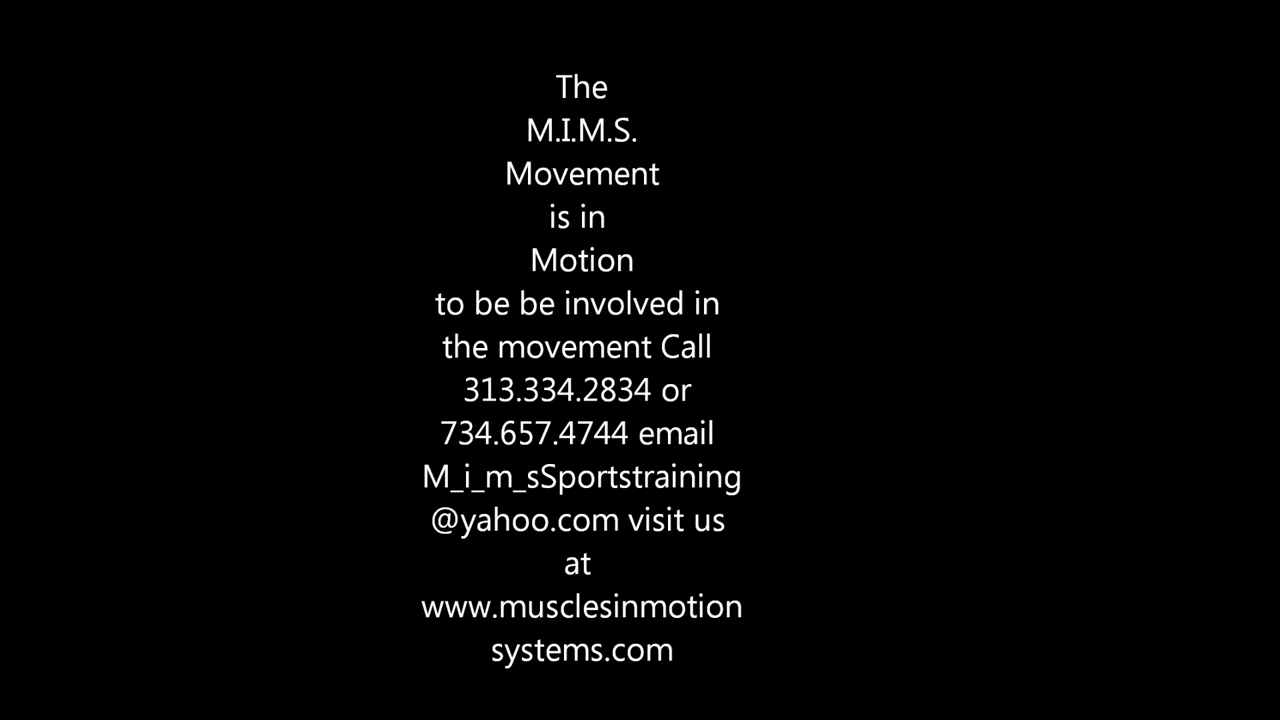 The
M.I.M.S.
Movement
is in
Motion
to be be involved in
the movement Call
313.334.2834 or
734.657.4744 email
M_i_m_sSportstraining
@yahoo.com visit us
at
www.musclesinmotion
systems.com